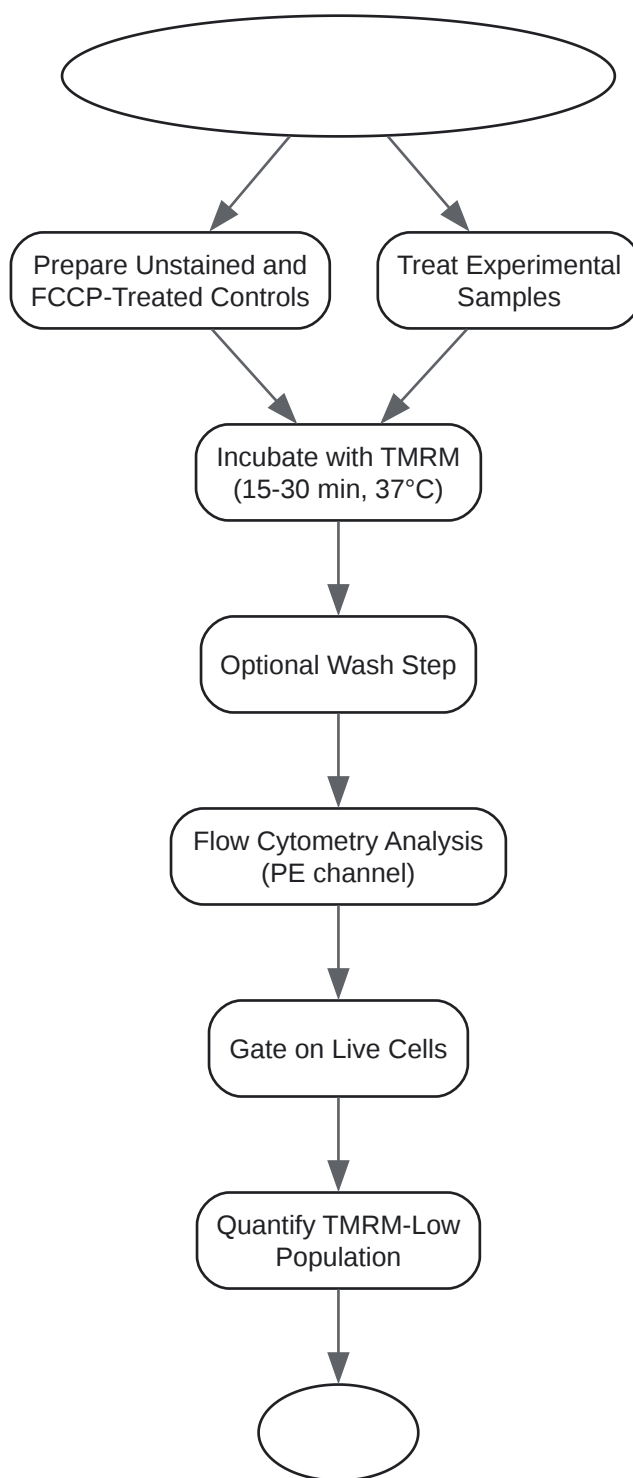 Prepare Unstained and
FCCP-Treated Controls
Treat Experimental
Samples
Incubate with TMRM
(15-30 min, 37°C)
Optional Wash Step
Flow Cytometry Analysis
(PE channel)
Gate on Live Cells
Quantify TMRM-Low
Population